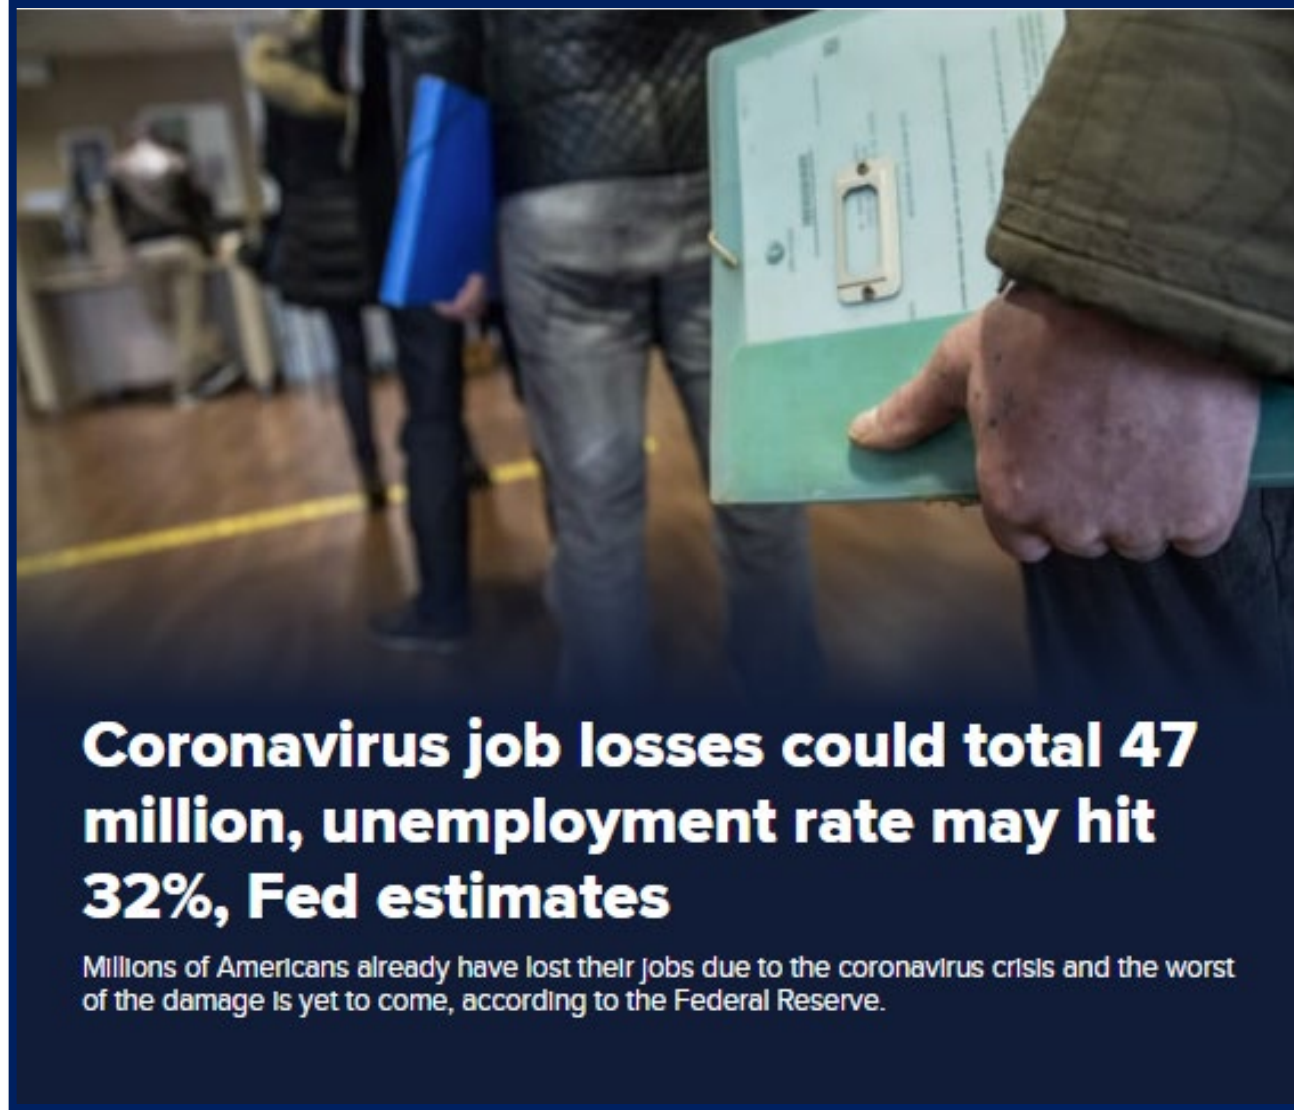 Coronavirus job losses could total 47
million, unemployment rate may hit
32%, Fed estimates
Millions of Americans already have lost their jobs due to the coronavirus crisis and the worst
of the damage is yet to come, according to the Federal Reserve.